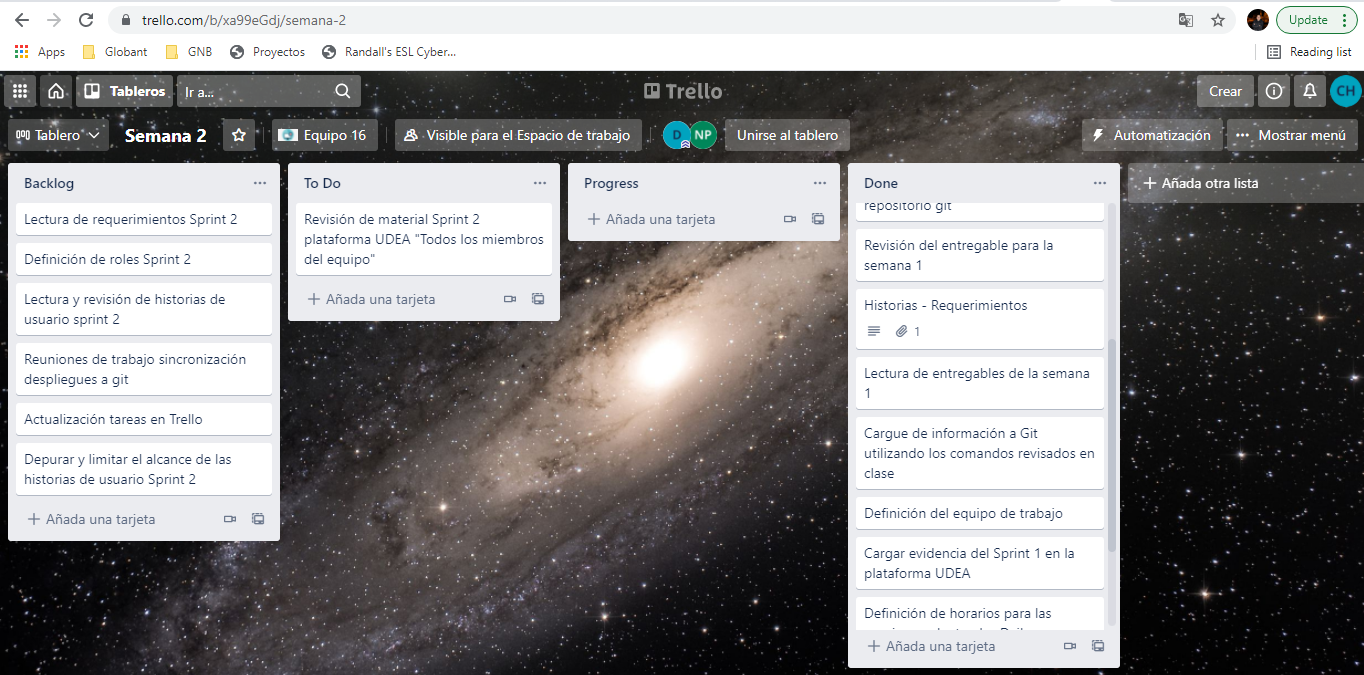 trello.com/b/xa99eGdj/semana-2
Update
Apps
Globant
GNB
Proyectos
Randall's ESL Cyber...
Reading list
Tableros
Ir a...
Trello
Crear
CH
Tablero
Semana 2
Equipo 16
Visible para el Espacio de trabajo
D
NP
Unirse al tablero
Automatización
Mostrar menú
Backlog
Lectura de requerimientos Sprint 2
Definición de roles Sprint 2
Lectura y revisión de historias de
usuario sprint 2
Reuniones de trabajo sincronización
despliegues a git
Actualización tareas en Trello
Depurar y limitar el alcance de las
historias de usuario Sprint 2
Añada una tarjeta
To Do
Revisión de material Sprint 2
plataforma UDEA "Todos los miembros
del equipo"
Añada una tarjeta
Progress
Añada una tarjeta
Done
repositorio git
Revisión del entregable para la
semana 1
Historias - Requerimientos
1
Lectura de entregables de la semana
1
Cargue de información a Git
utilizando los comandos revisados en
clase
Definición del equipo de trabajo
Cargar evidencia del Sprint 1 en la
plataforma UDEA
Definición de horarios para las
Añada una tarjeta
Añada otra lista